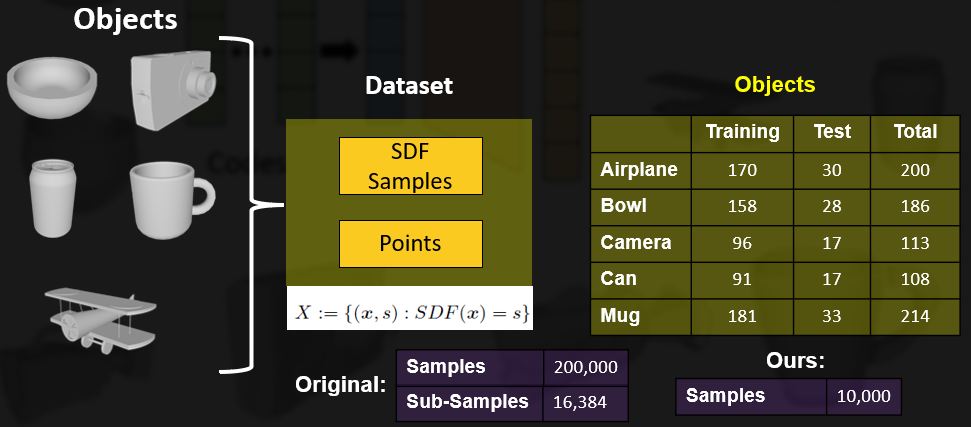 Objects
Dataset
SDF
Samples
Points
X := {(x, s) : SDF(x) = s}
Objects
Training Test Total
Airplane 170 30 200
Bowl 158 28 186
Camera 96 17 113
Can 91 17 108
Mug 181 33 214
Original:
Samples 200,000
Sub-Samples 16,384
Ours:
Samples 10,000